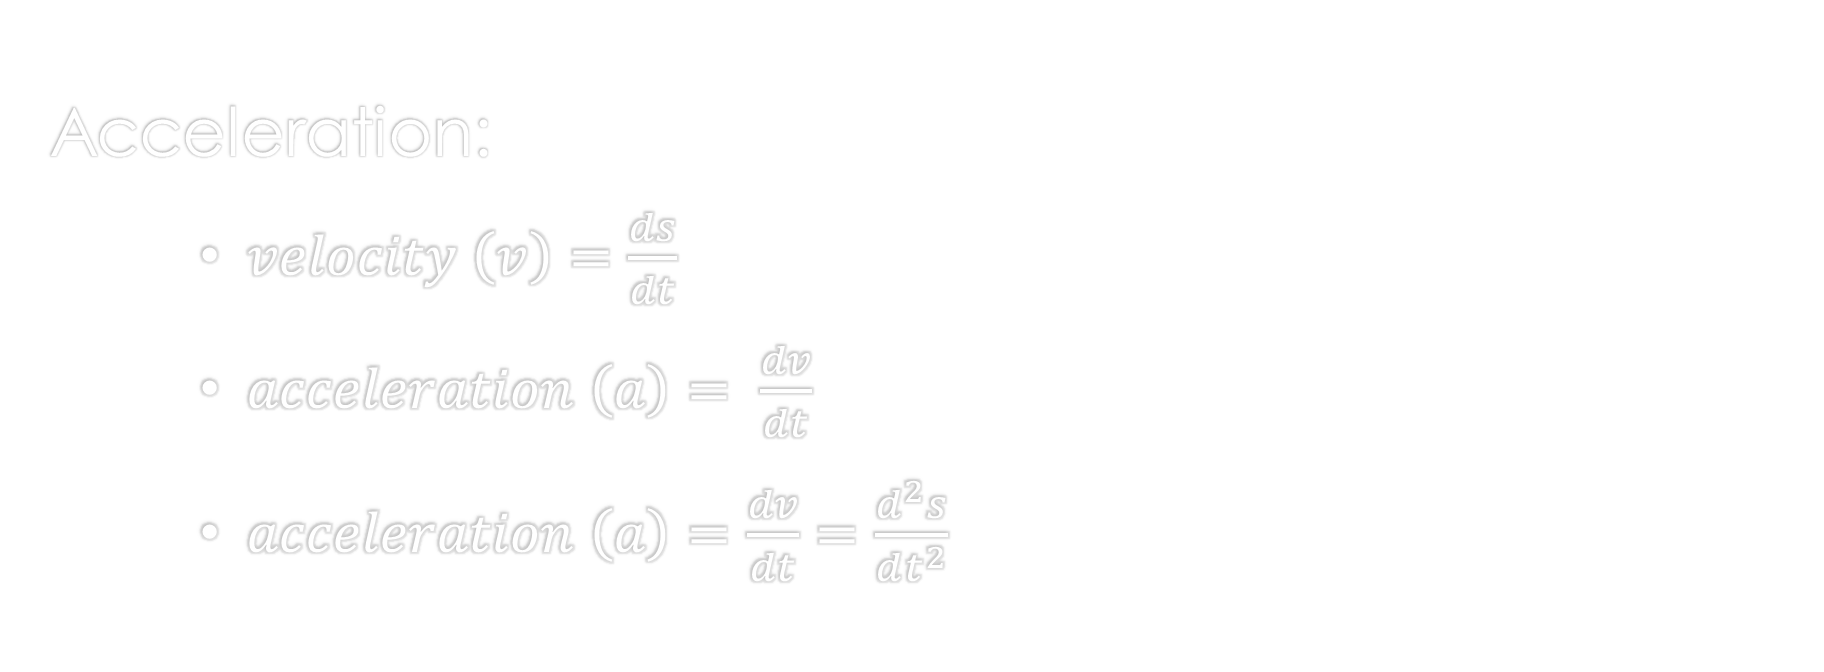 Acceleration:
• velocity (v) = ds/dt
• acceleration (a) = dv/dt
• acceleration (a) = dv/dt = d²s/dt²